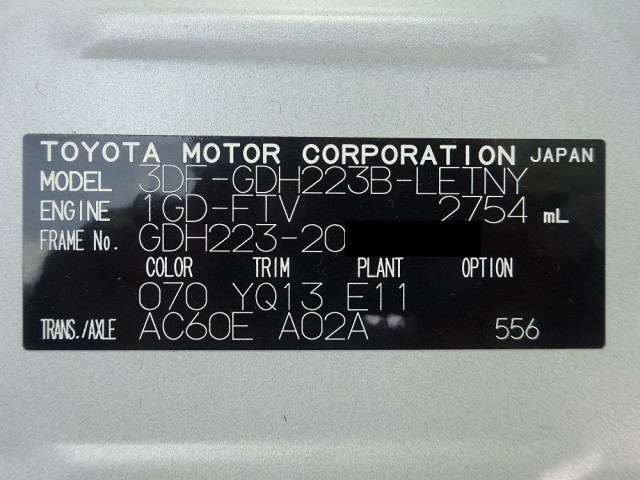 TOYOTA MOTOR CORPORATION JAPAN
MODEL 3DF-GDH223B-LETNY
ENGINE 1GD-FTV 2754 mL
FRAME No. GDH223-20
COLOR TRIM PLANT OPTION
070 YQ13 E11
TRANS./AXLE AC60E A02A 556